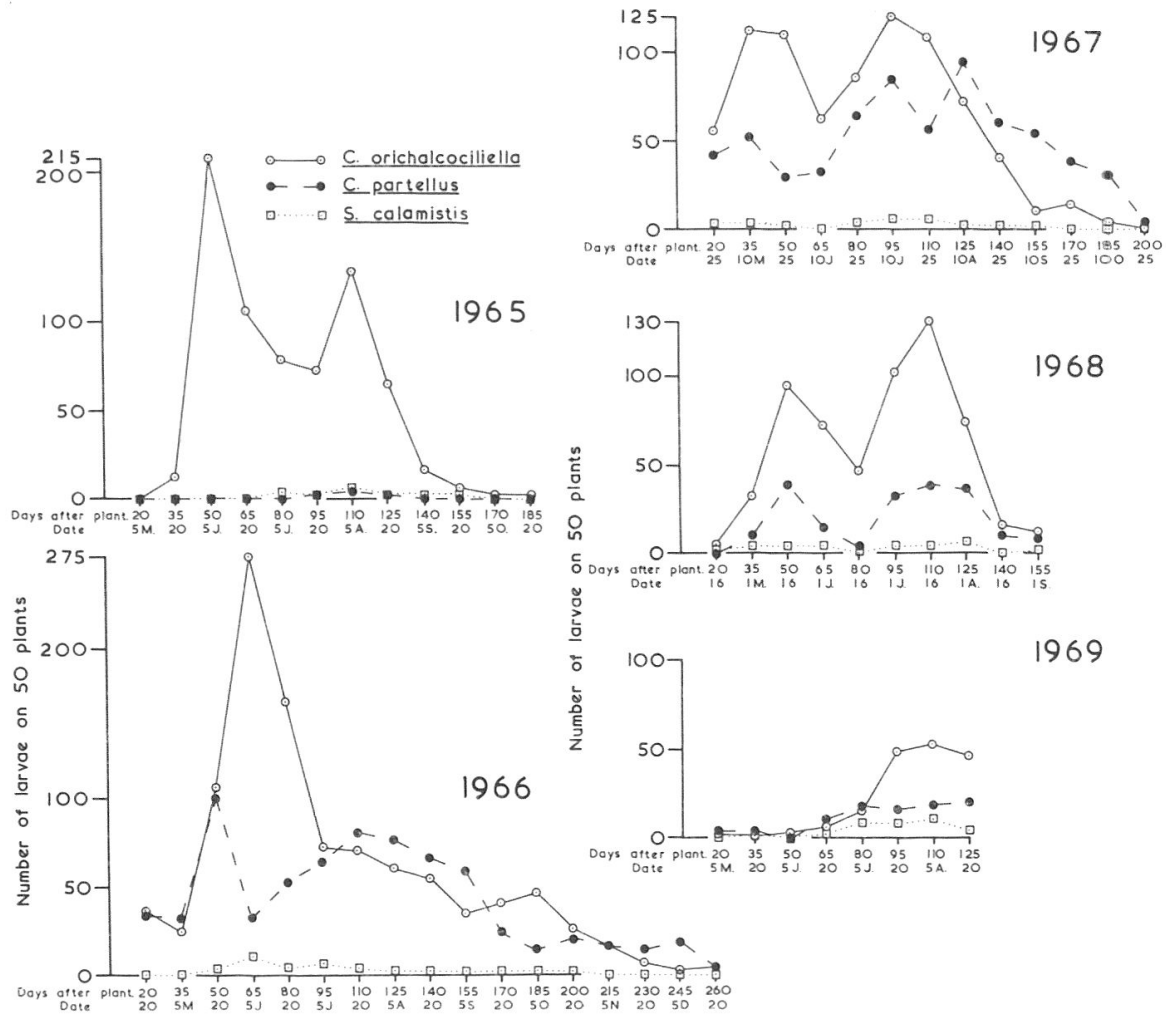 215
200
100
50
0
C. orichalcociliella
C. partellus
S. calamistis
1965
Days after plant. 20 35 50 65 80 95 110 125 140 155 170 185
Date 5M. 20 5J. 20 5J. 20 5A. 20 5S. 20 5O. 20
275
200
100
50
0
Number of larvae on 50 plants
1966
Days after plant. 20 35 50 65 80 95 110 125 140 155 170 185 200 215 230 245 260
Date 20 5M 20 5J 20 5J 20 5A 20 5S 20 50 20 5N 20 50 20
125
100
50
0
1967
Days after plant. 20 35 50 65 80 95 110 125 140 155 170 185 200
Date 25 10M 25 10J 25 10J 25 10A 25 10S 25 100 25
130
100
50
0
1968
Days after plant. 20 35 50 65 80 95 110 125 140 155
Date 16 1M. 16 1J. 16 1J. 16 1A. 16 1S.
Number of larvae on 50 plants
100
50
0
1969
Days after plant. 20 35 50 65 80 95 110 125
Date 5M. 20 5J. 20 5J. 20 5A. 20